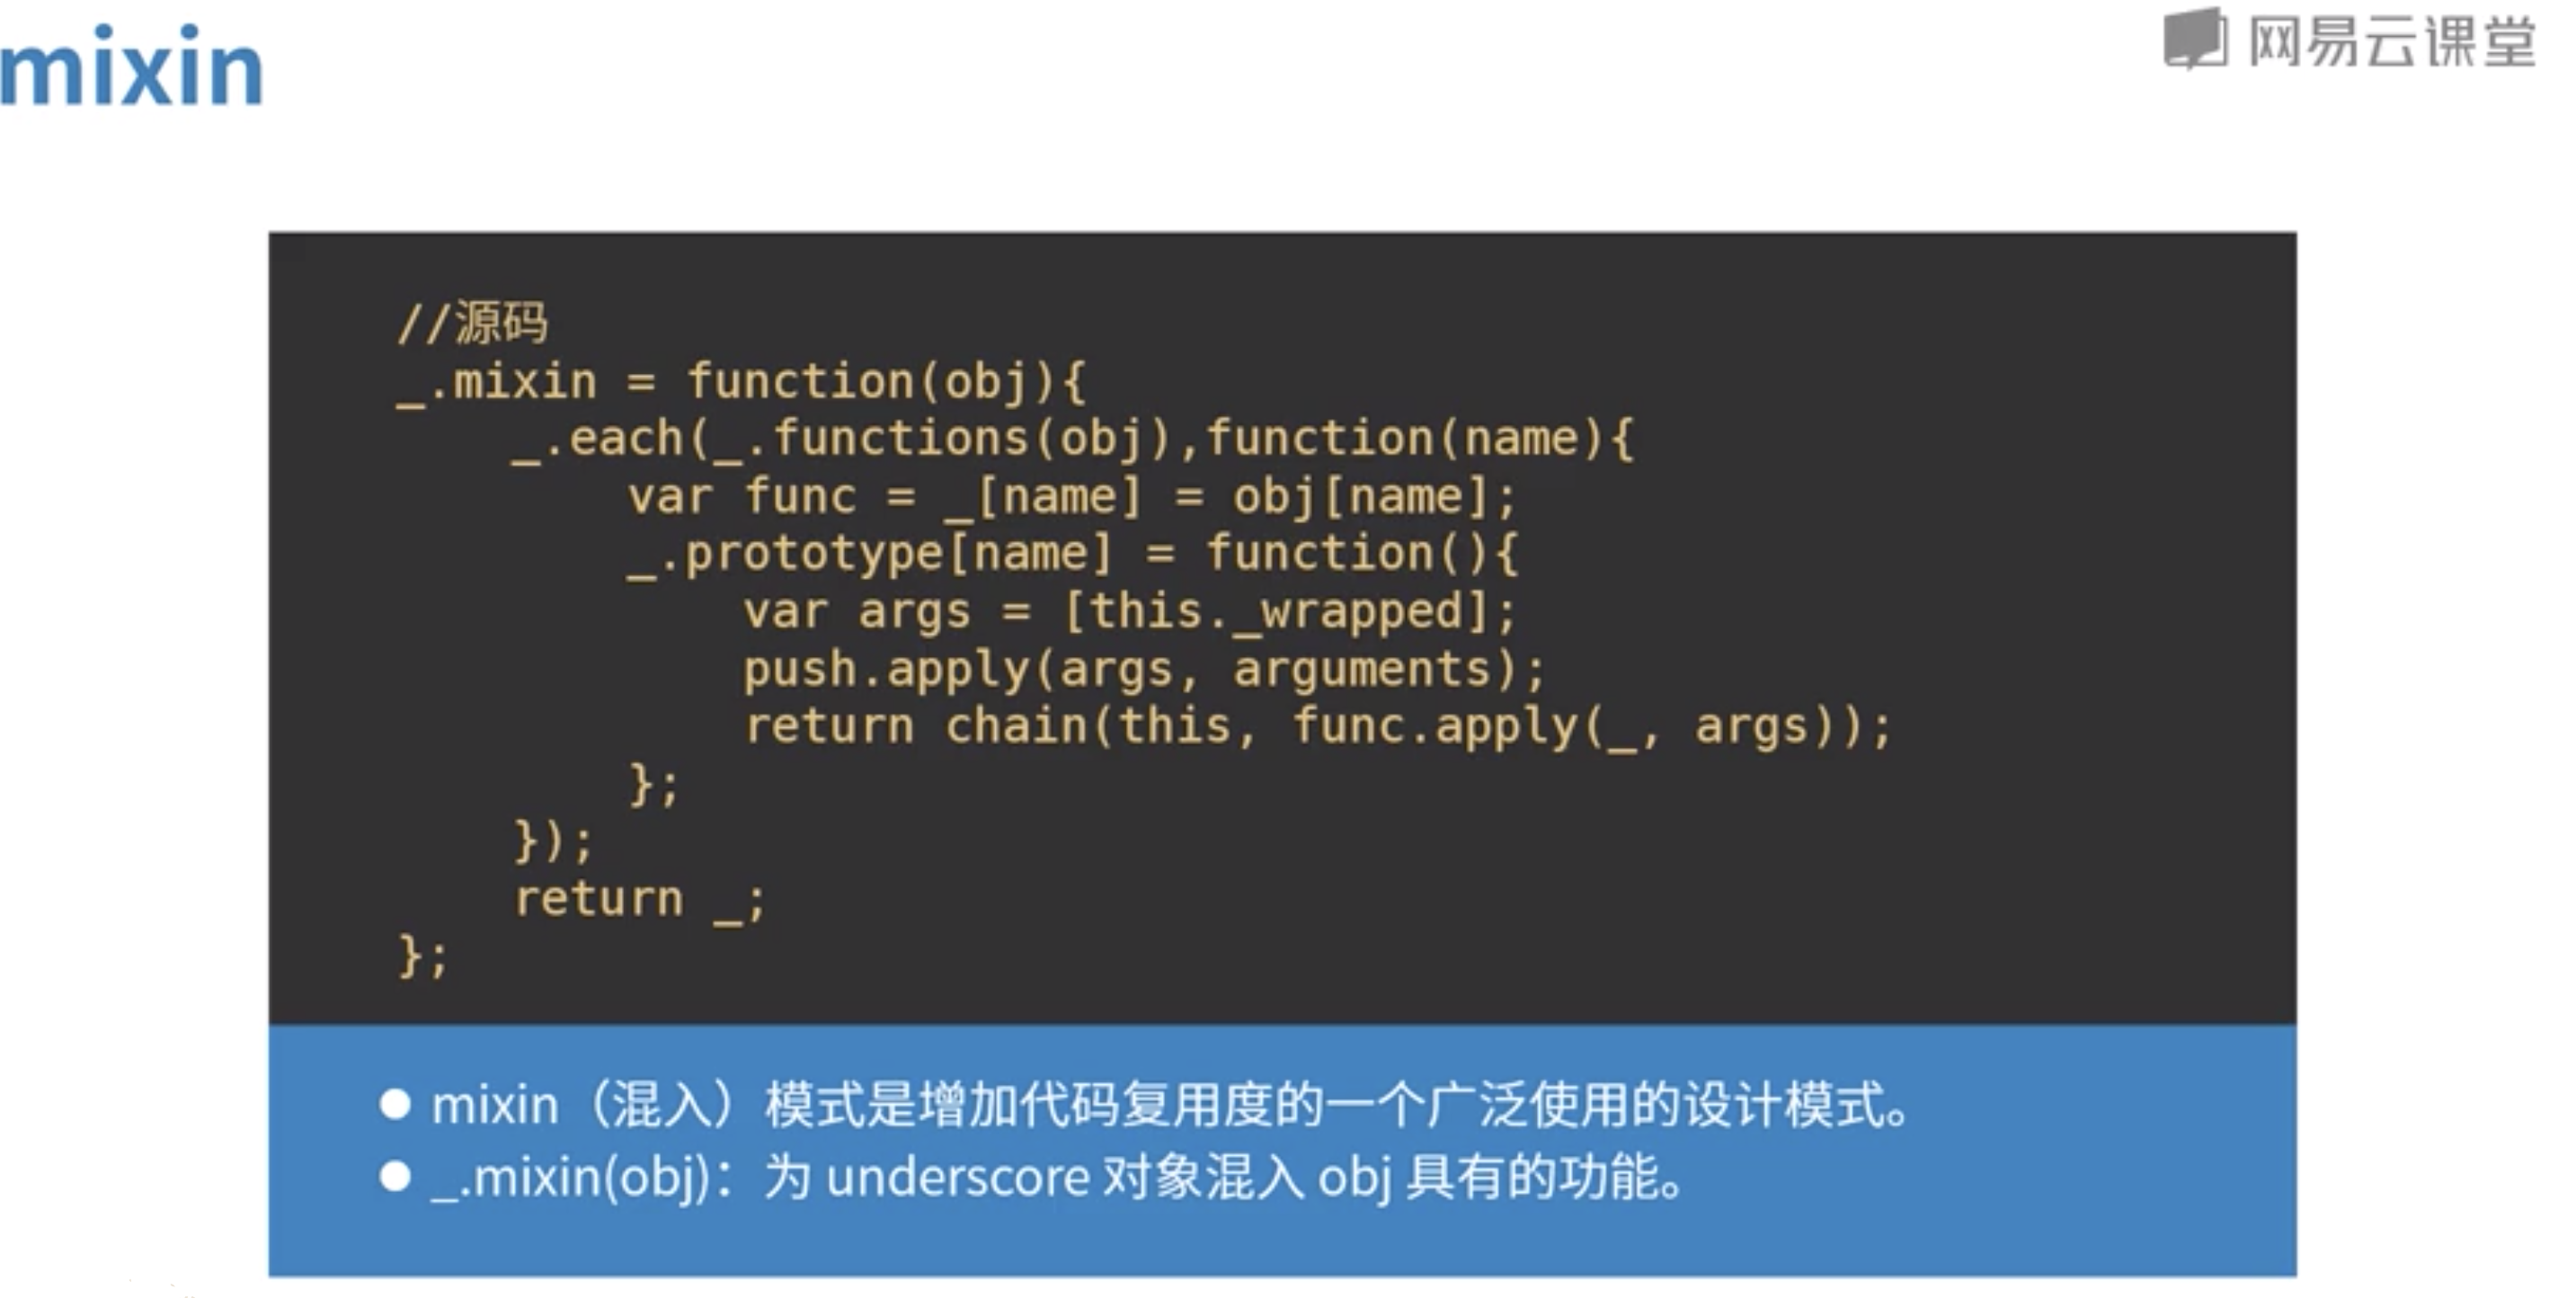 mixin
网易云课堂
//源码
_.mixin = function(obj){
    _.each(_.functions(obj),function(name){
        var func = _[name] = obj[name];
        _.prototype[name] = function(){
            var args = [this._wrapped];
            push.apply(args, arguments);
            return chain(this, func.apply(_, args));
        };
    });
    return _;
};
● mixin（混入）模式是增加代码复用度的一个广泛使用的设计模式。
● _.mixin(obj)：为 underscore 对象混入 obj 具有的功能。